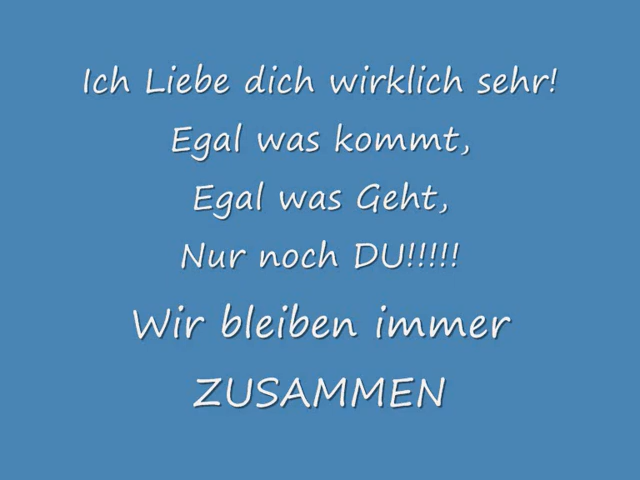 Ich Liebe dich wirklich sehr!
Egal was kommt,
Egal was Geht,
Nur noch DU!!!!!
Wir bleiben immer
ZUSAMMEN